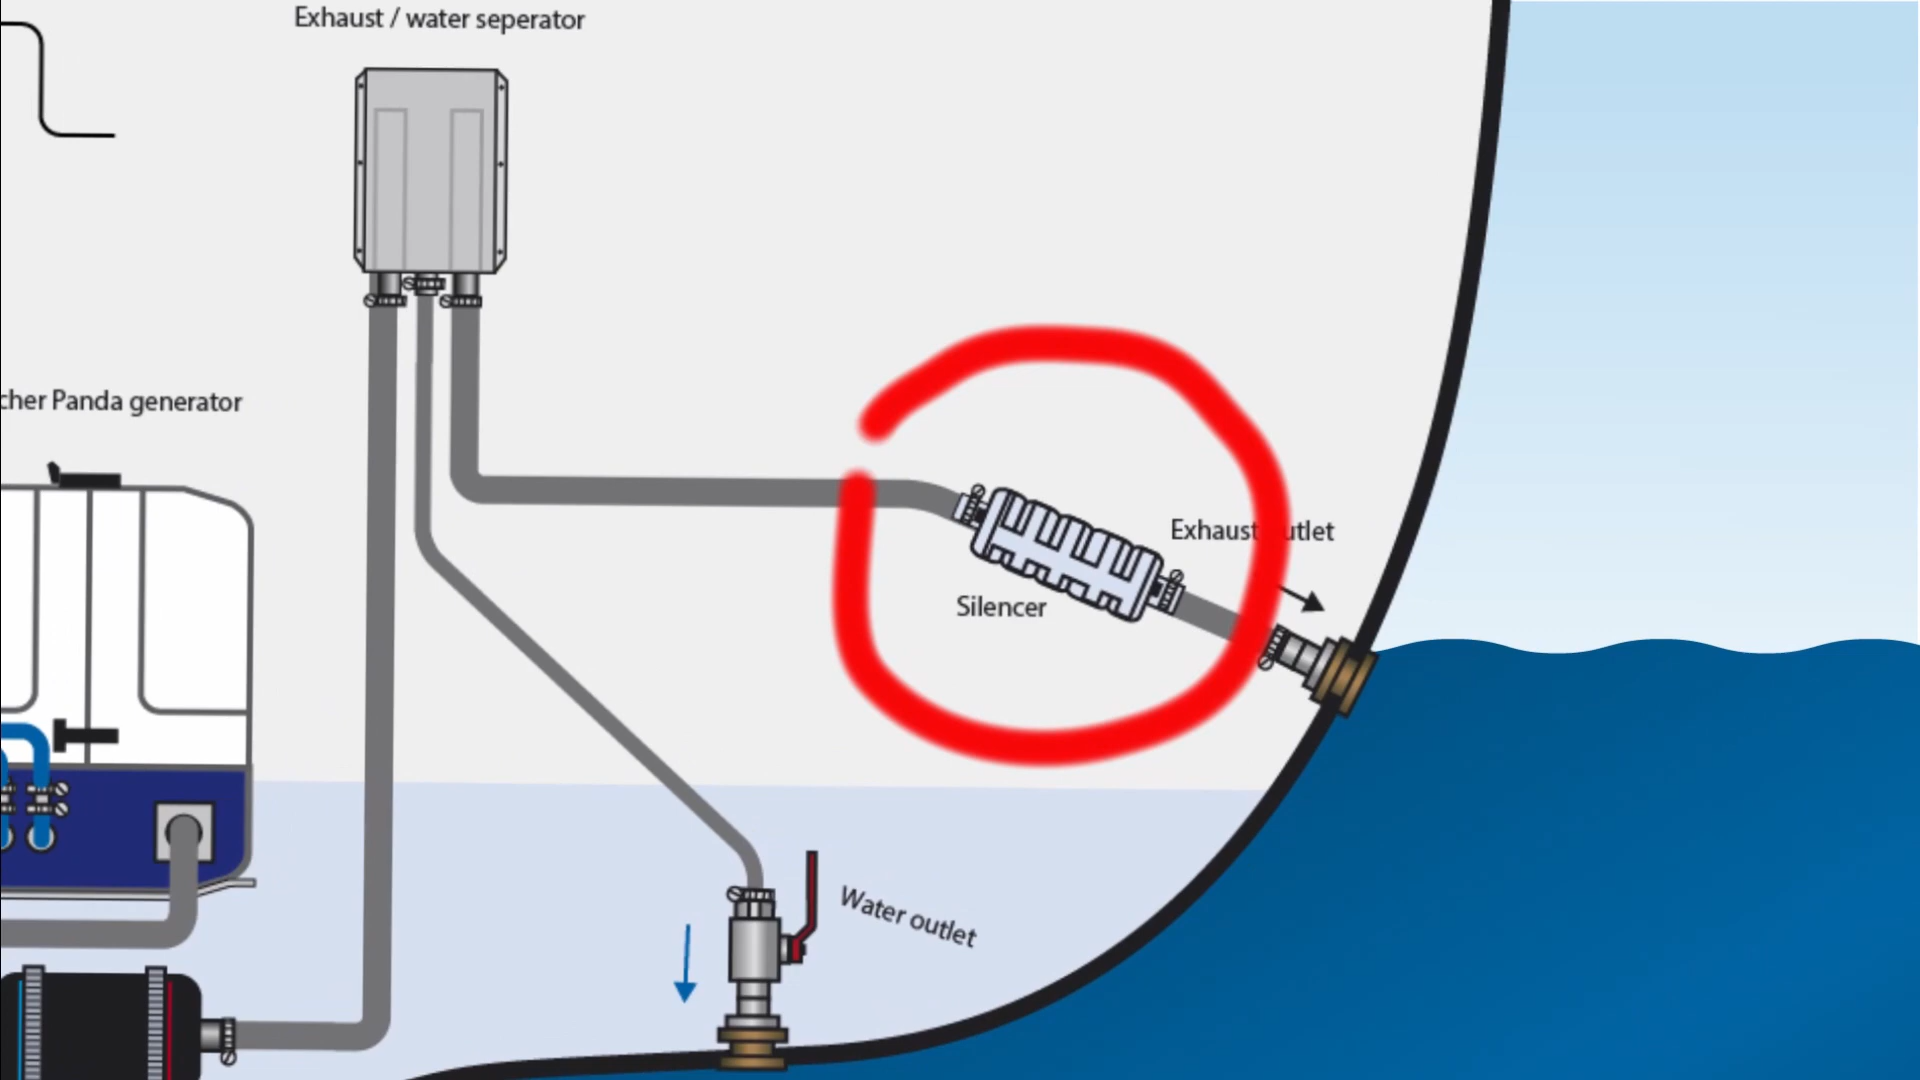 Exhaust / water seperator
cher Panda generator
Exhaust utlet
Silencer
Water outlet